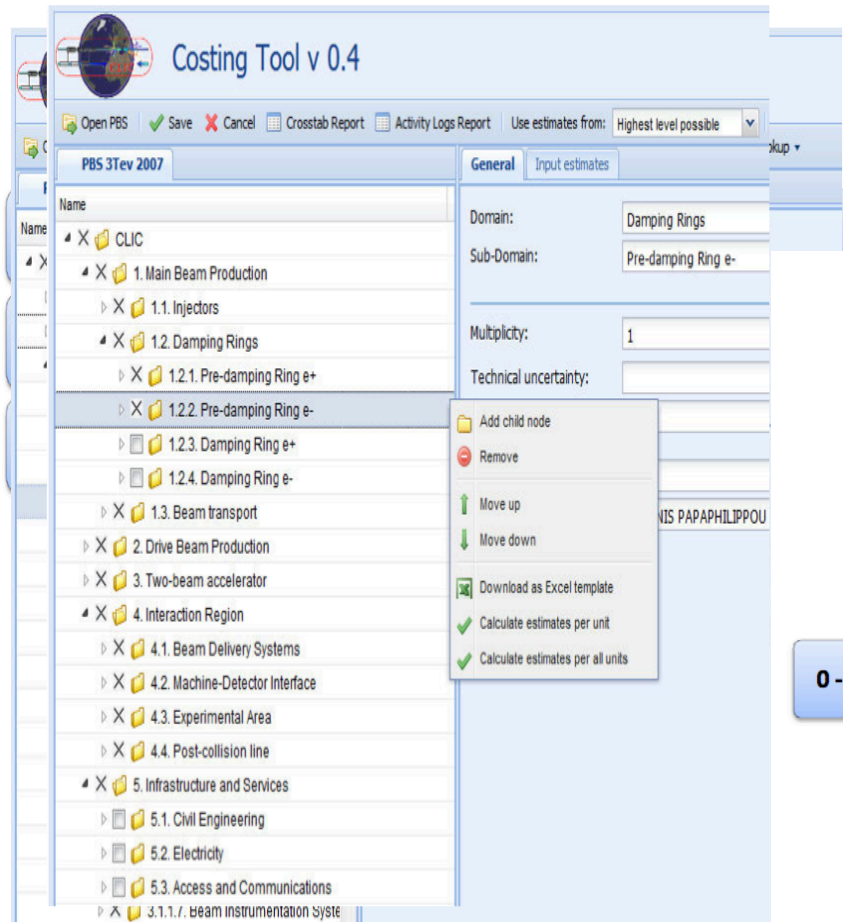 Costing Tool v 0.4
Open PBS Save Cancel Crosstab Report Activity Logs Report Use estimates from: Highest level possible
PBS 3Tev 2007
General Input estimates
Name
Name
CLIC
1. Main Beam Production
1.1. Injectors
1.2. Damping Rings
1.2.1. Pre-damping Ring e+
1.2.2. Pre-damping Ring e-
1.2.3. Damping Ring e+
1.2.4. Damping Ring e-
1.3. Beam transport
2. Drive Beam Production
3. Two-beam accelerator
4. Interaction Region
4.1. Beam Delivery Systems
4.2. Machine-Detector Interface
4.3. Experimental Area
4.4. Post-collision line
5. Infrastructure and Services
5.1. Civil Engineering
5.2. Electricity
5.3. Access and Communications
3.1.1.7. Beam Instrumentation Syste
Domain: Damping Rings
Sub-Domain: Pre-damping Ring e-
Multiplicity: 1
Technical uncertainty:
Add child node
Remove
Move up
Move down
Download as Excel template
Calculate estimates per unit
Calculate estimates per all units
NIS PAPAPHILIPPOU
0 -